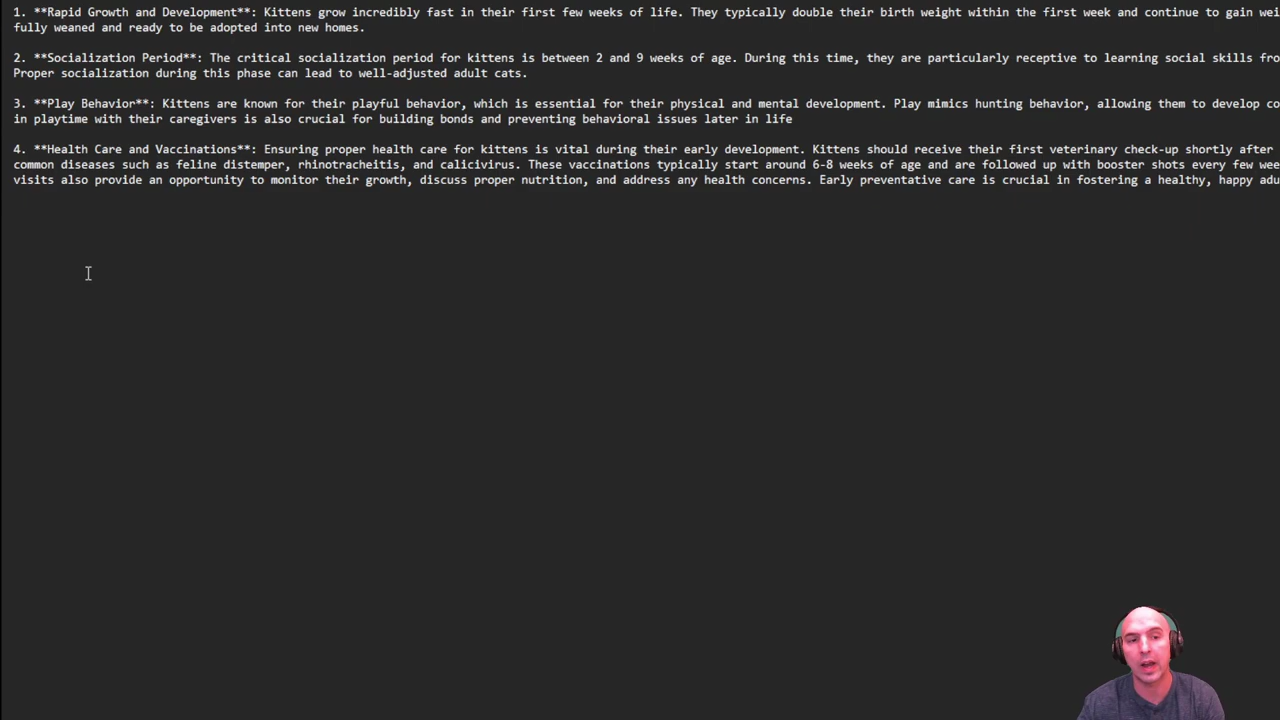 1. **Rapid Growth and Development**: Kittens grow incredibly fast in their first few weeks of life. They typically double their birth weight within the first week and continue to gain
fully weaned and ready to be adopted into new homes.
2. **Socialization Period**: The critical socialization period for kittens is between 2 and 9 weeks of age. During this time, they are particularly receptive to learning social skills
Proper socialization during this phase can lead to well-adjusted adult cats.
3. **Play Behavior**: Kittens are known for their playful behavior, which is essential for their physical and mental development. Play mimics hunting behavior, allowing them to develop
in playtime with their caregivers is also crucial for building bonds and preventing behavioral issues later in life
4. **Health Care and Vaccinations**: Ensuring proper health care for kittens is vital during their early development. Kittens should receive their first veterinary check-up shortly after
common diseases such as feline distemper, rhinotracheitis, and calicivirus. These vaccinations typically start around 6-8 weeks of age and are followed up with booster shots every few
visits also provide an opportunity to monitor their growth, discuss proper nutrition, and address any health concerns. Early preventative care is crucial in fostering a healthy, happy